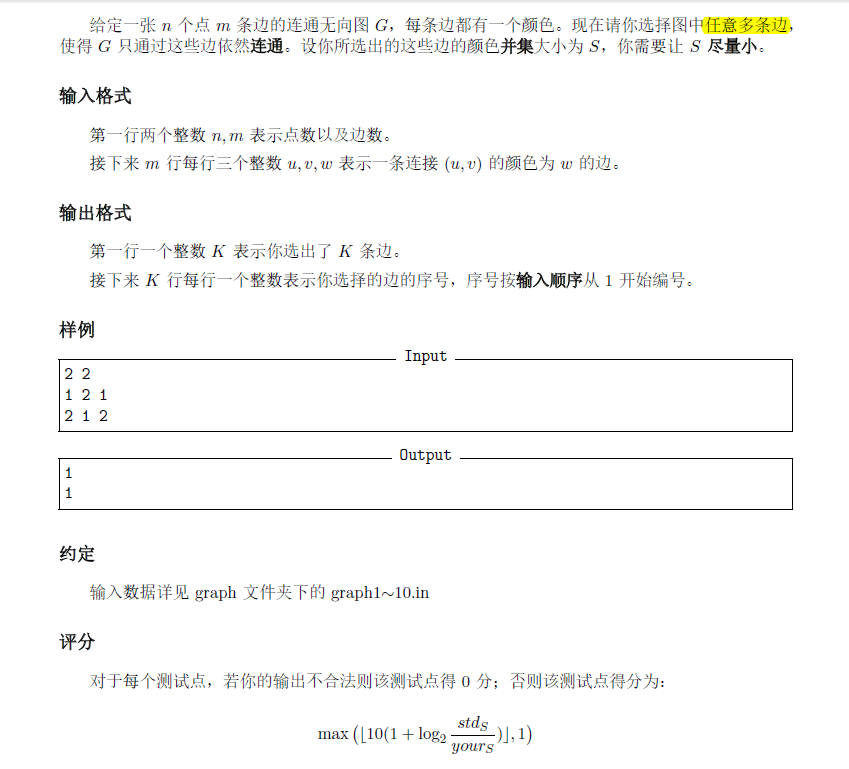 给定一张 n 个点 m 条边的连通无向图 G，每条边都有一个颜色。现在请你选择图中任意多条边，
使得 G 只通过这些边依然连通。设你所选出的这些边的颜色并集大小为 S，你需要让 S 尽量小。
输入格式
第一行两个整数 n, m 表示点数以及边数。
接下来 m 行每行三个整数 u, v, w 表示一条连接 (u, v) 的颜色为 w 的边。
输出格式
第一行一个整数 K 表示你选出了 K 条边。
接下来 K 行每行一个整数表示你选择的边的序号，序号按输入顺序从 1 开始编号。
样例
Input
2 2
1 2 1
2 1 2
Output
1
1
约定
输入数据详见 graph 文件夹下的 graph1∼10.in
评分
对于每个测试点，若你的输出不合法则该测试点得 0 分；否则该测试点得分为：
max (⌊10(1 + log₂ std_S / your_S)⌋, 1)